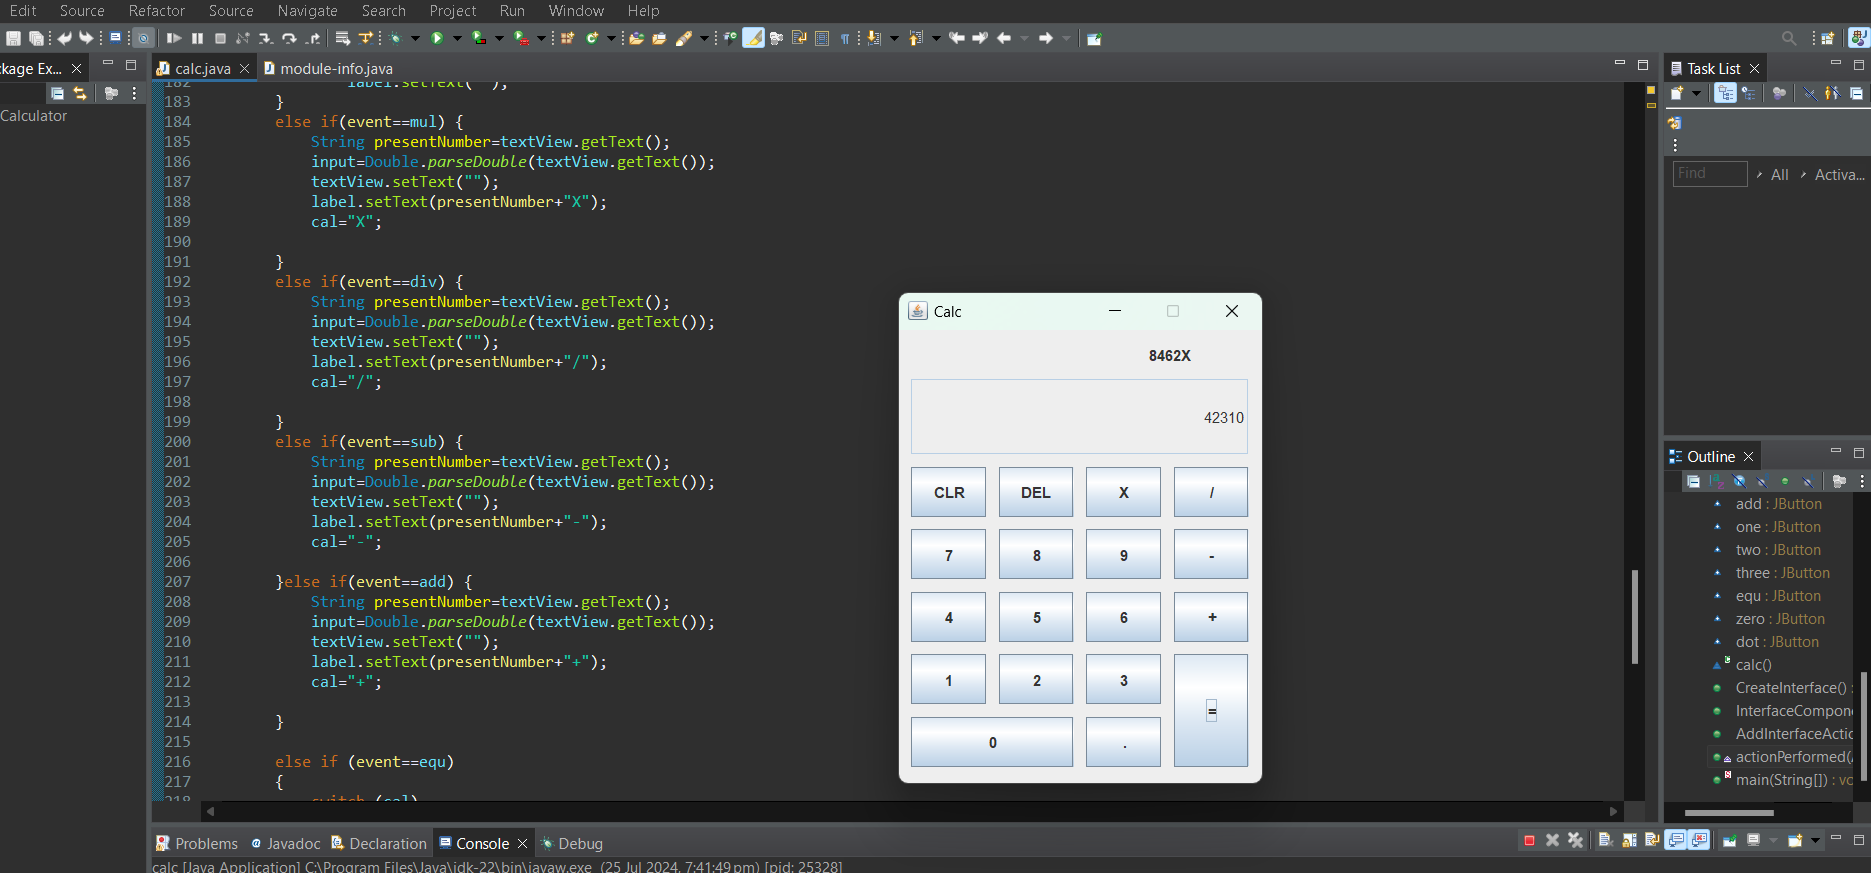 Edit Source Refactor Source Navigate Search Project Run Window Help
kage Ex...
calc.java
module-info.java
Task List
Calculator
182 label.setText("");
183 }
184 else if(event==mul) {
185 String presentNumber=textView.getText();
186 input=Double.parseDouble(textView.getText());
187 textView.setText("");
188 label.setText(presentNumber+"X");
189 cal="X";
190
191 }
192 else if(event==div) {
193 String presentNumber=textView.getText();
194 input=Double.parseDouble(textView.getText());
195 textView.setText("");
196 label.setText(presentNumber+"/");
197 cal="/";
198
199 }
200 else if(event==sub) {
201 String presentNumber=textView.getText();
202 input=Double.parseDouble(textView.getText());
203 textView.setText("");
204 label.setText(presentNumber+"-");
205 cal="-";
206
207 }else if(event==add) {
208 String presentNumber=textView.getText();
209 input=Double.parseDouble(textView.getText());
210 textView.setText("");
211 label.setText(presentNumber+"+");
212 cal="+";
213
214 }
215
216 else if (event==equ)
217 {
218 switch (cal)
Calc
8462X
42310
CLR DEL X /
7 8 9 -
4 5 6 +
1 2 3
=
0 .
Find All Activa...
Outline
add : JButton
one : JButton
two : JButton
three : JButton
equ : JButton
zero : JButton
dot : JButton
calc()
CreateInterface() :
InterfaceCompon
AddInterfaceActic
actionPerformed(
main(String[]) : vo
Problems Javadoc Declaration Console Debug
calc [Java Application] C:\Program Files\Java\jdk-22\bin\javaw.exe (25 Jul 2024, 7:41:49 pm) [pid: 25328]